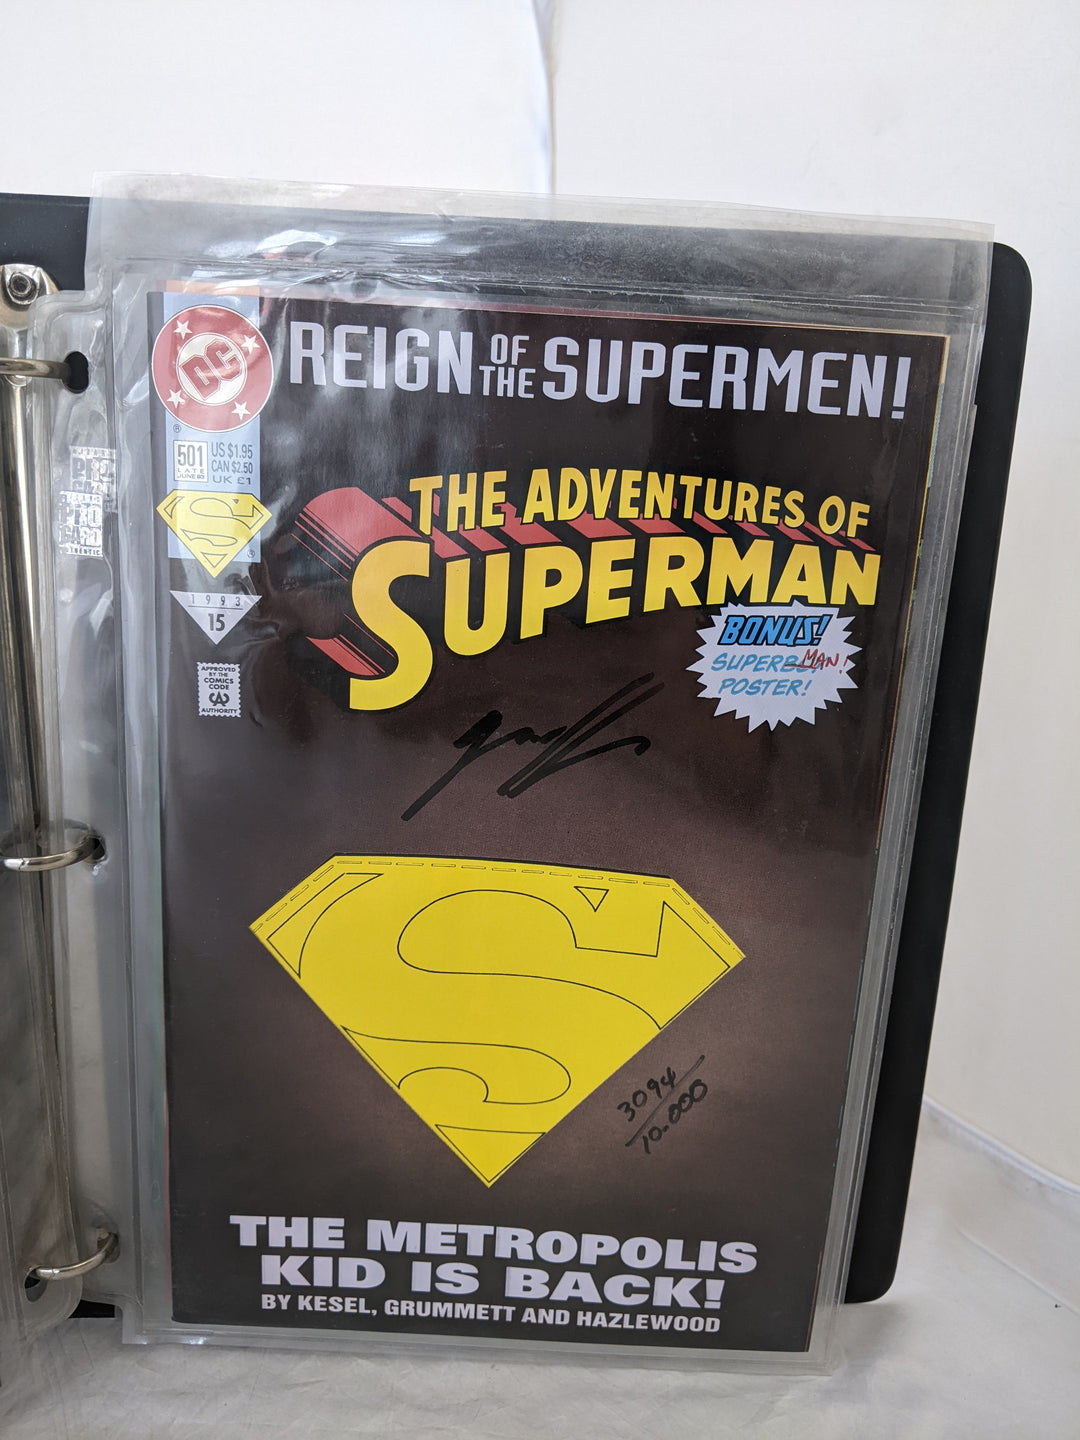 REIGN OF THE SUPERMEN!
DC
®
501
LATE
JUNE 93
US $1.95
CAN $2.50
UK £1
S
®
THE ADVENTURES OF
SUPERMAN
1993
15
BONUS!
SUPERBOMAN!
POSTER!
APPROVED
BY THE
COMICS
CODE
CA
AUTHORITY
S
3094
10-000
THE METROPOLIS
KID IS BACK!
BY KESEL, GRUMMETT AND HAZLEWOOD